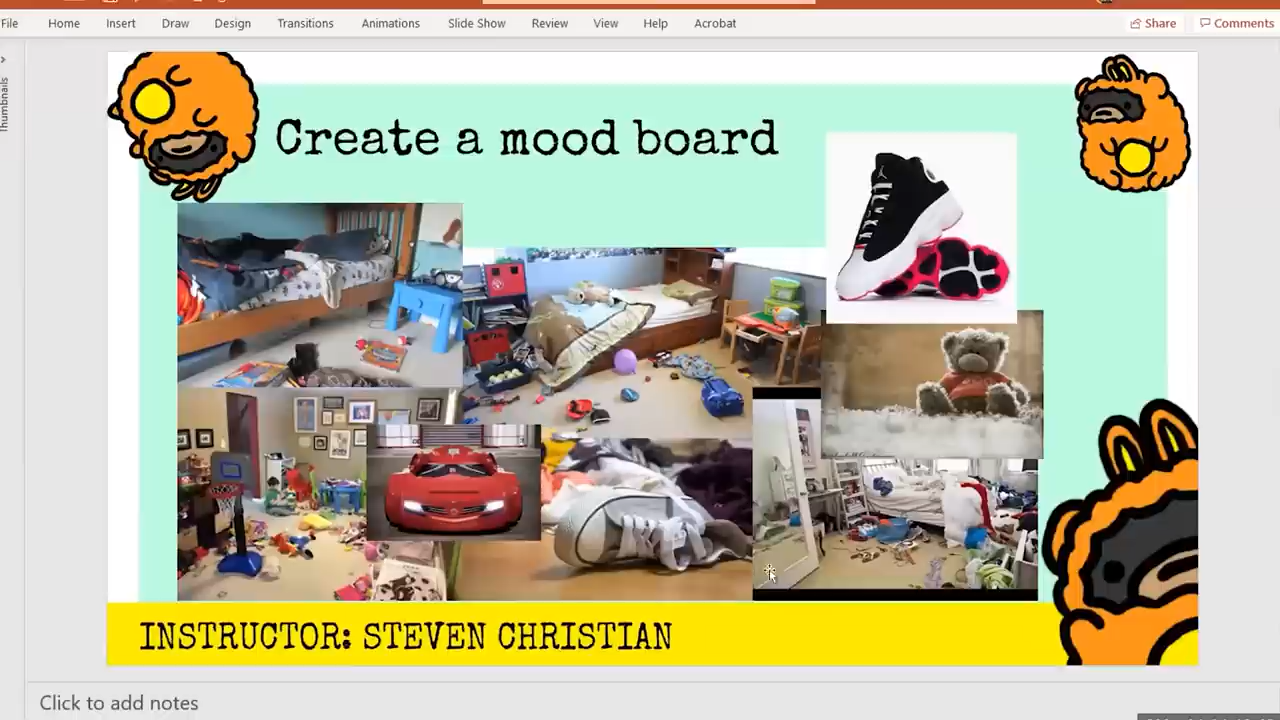 File Home Insert Draw Design Transitions Animations Slide Show Review View Help Acrobat Share Comments
Thumbnails
Create a mood board
INSTRUCTOR: STEVEN CHRISTIAN
Click to add notes